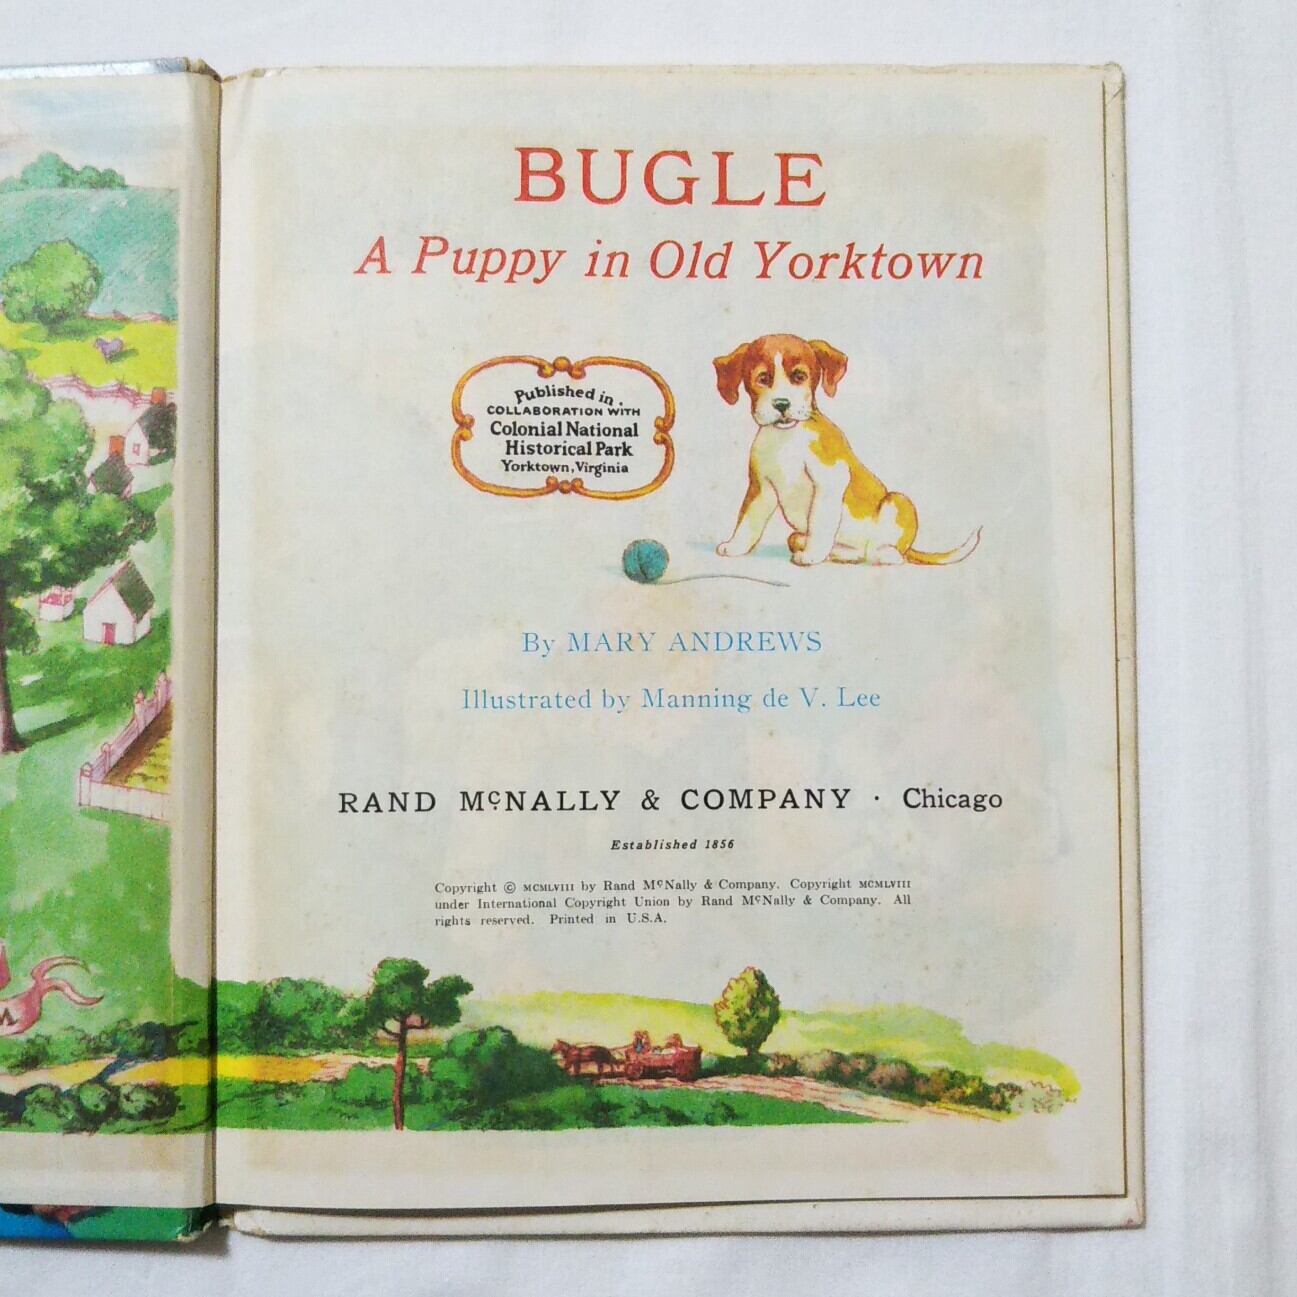 BUGLE
A Puppy in Old Yorktown
Published in
COLLABORATION WITH
Colonial National
Historical Park
Yorktown, Virginia
By MARY ANDREWS
Illustrated by Manning de V. Lee
RAND McNALLY & COMPANY · Chicago
Established 1856
Copyright © MCMLVIII by Rand McNally & Company. Copyright MCMLVIII
under International Copyright Union by Rand McNally & Company. All
rights reserved. Printed in U.S.A.